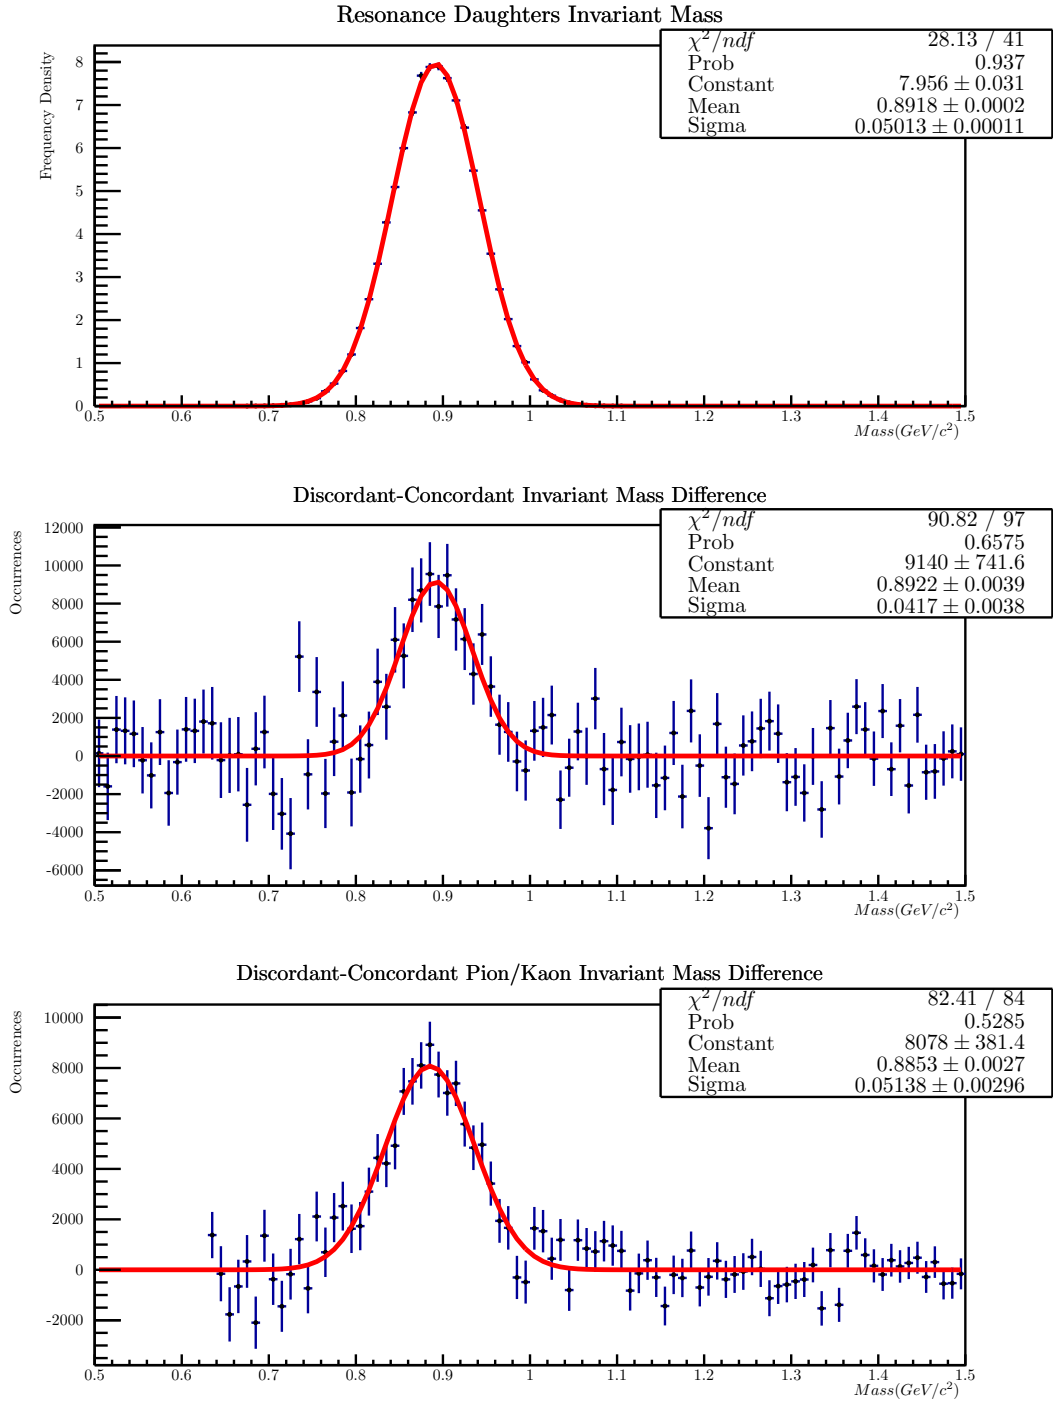 Resonance Daughters Invariant Mass
χ²/ndf 28.13 / 41
Prob 0.937
Constant 7.956 ± 0.031
Mean 0.8918 ± 0.0002
Sigma 0.05013 ± 0.00011
Frequency Density
8
7
6
5
4
3
2
1
0
0.5 0.6 0.7 0.8 0.9 1 1.1 1.2 1.3 1.4 1.5
Mass(GeV/c²)
Discordant-Concordant Invariant Mass Difference
χ²/ndf 90.82 / 97
Prob 0.6575
Constant 9140 ± 741.6
Mean 0.8922 ± 0.0039
Sigma 0.0417 ± 0.0038
Occurrences
12000
10000
8000
6000
4000
2000
0
-2000
-4000
-6000
0.5 0.6 0.7 0.8 0.9 1 1.1 1.2 1.3 1.4 1.5
Mass(GeV/c²)
Discordant-Concordant Pion/Kaon Invariant Mass Difference
χ²/ndf 82.41 / 84
Prob 0.5285
Constant 8078 ± 381.4
Mean 0.8853 ± 0.0027
Sigma 0.05138 ± 0.00296
Occurrences
10000
8000
6000
4000
2000
0
-2000
0.5 0.6 0.7 0.8 0.9 1 1.1 1.2 1.3 1.4 1.5
Mass(GeV/c²)